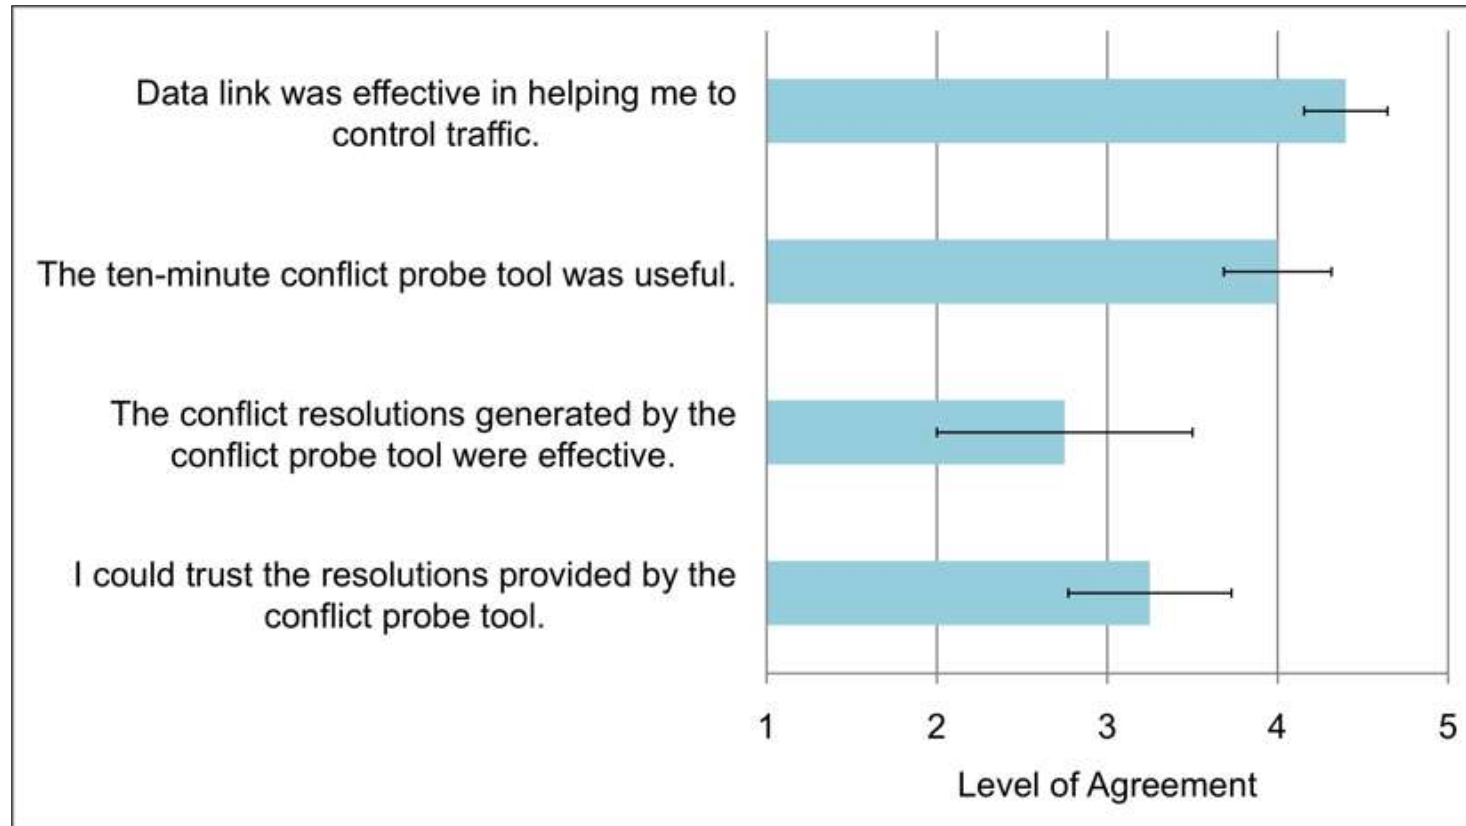 Data link was effective in helping me to
control traffic.
The ten-minute conflict probe tool was useful.
The conflict resolutions generated by the
conflict probe tool were effective.
I could trust the resolutions provided by the
conflict probe tool.
1 2 3 4 5
Level of Agreement